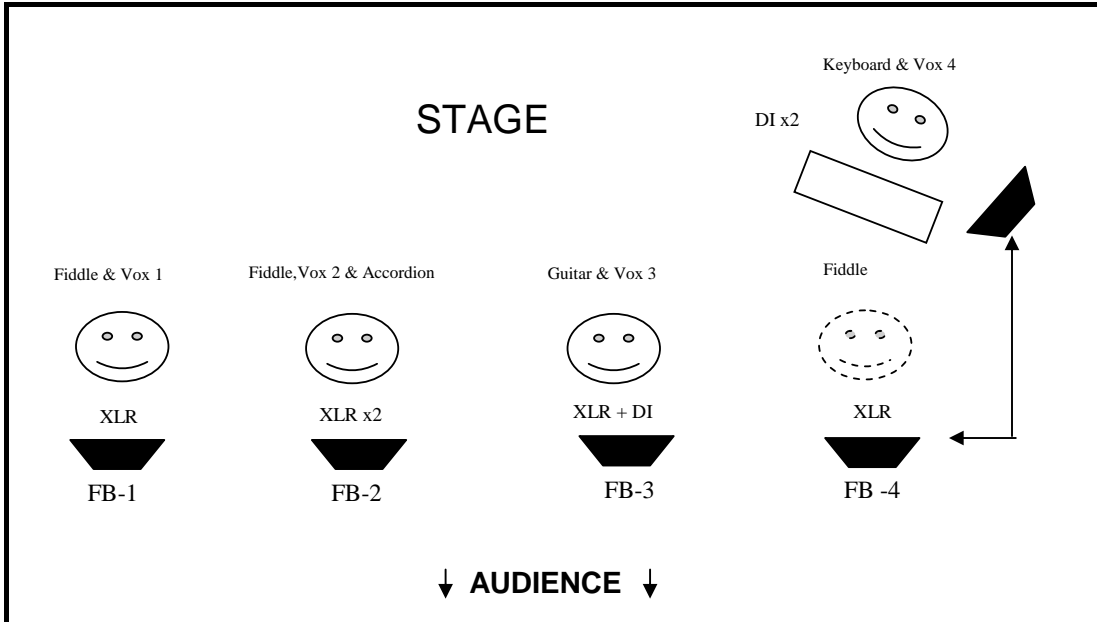 Keyboard & Vox 4
STAGE
DI x2
Fiddle & Vox 1
Fiddle,Vox 2 & Accordion
Guitar & Vox 3
Fiddle
XLR
XLR x2
XLR + DI
XLR
FB-1
FB-2
FB-3
FB -4
↓ AUDIENCE ↓